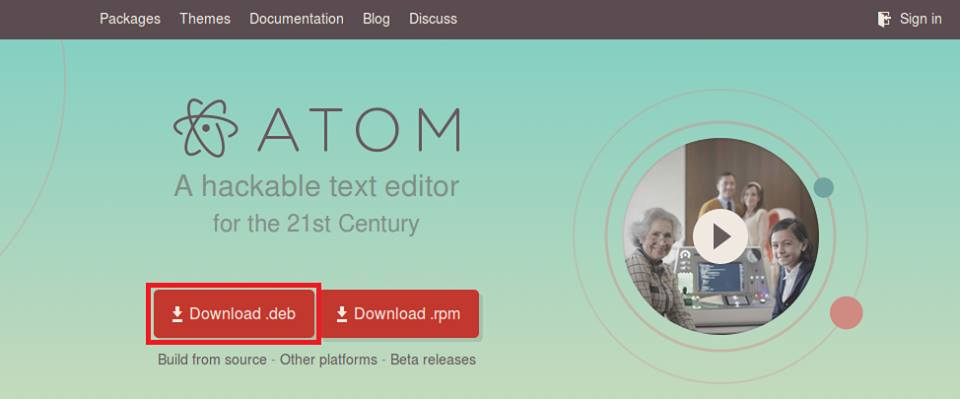 Packages Themes Documentation Blog Discuss Sign in
ATOM
A hackable text editor
for the 21st Century
Download .deb Download .rpm
Build from source · Other platforms · Beta releases